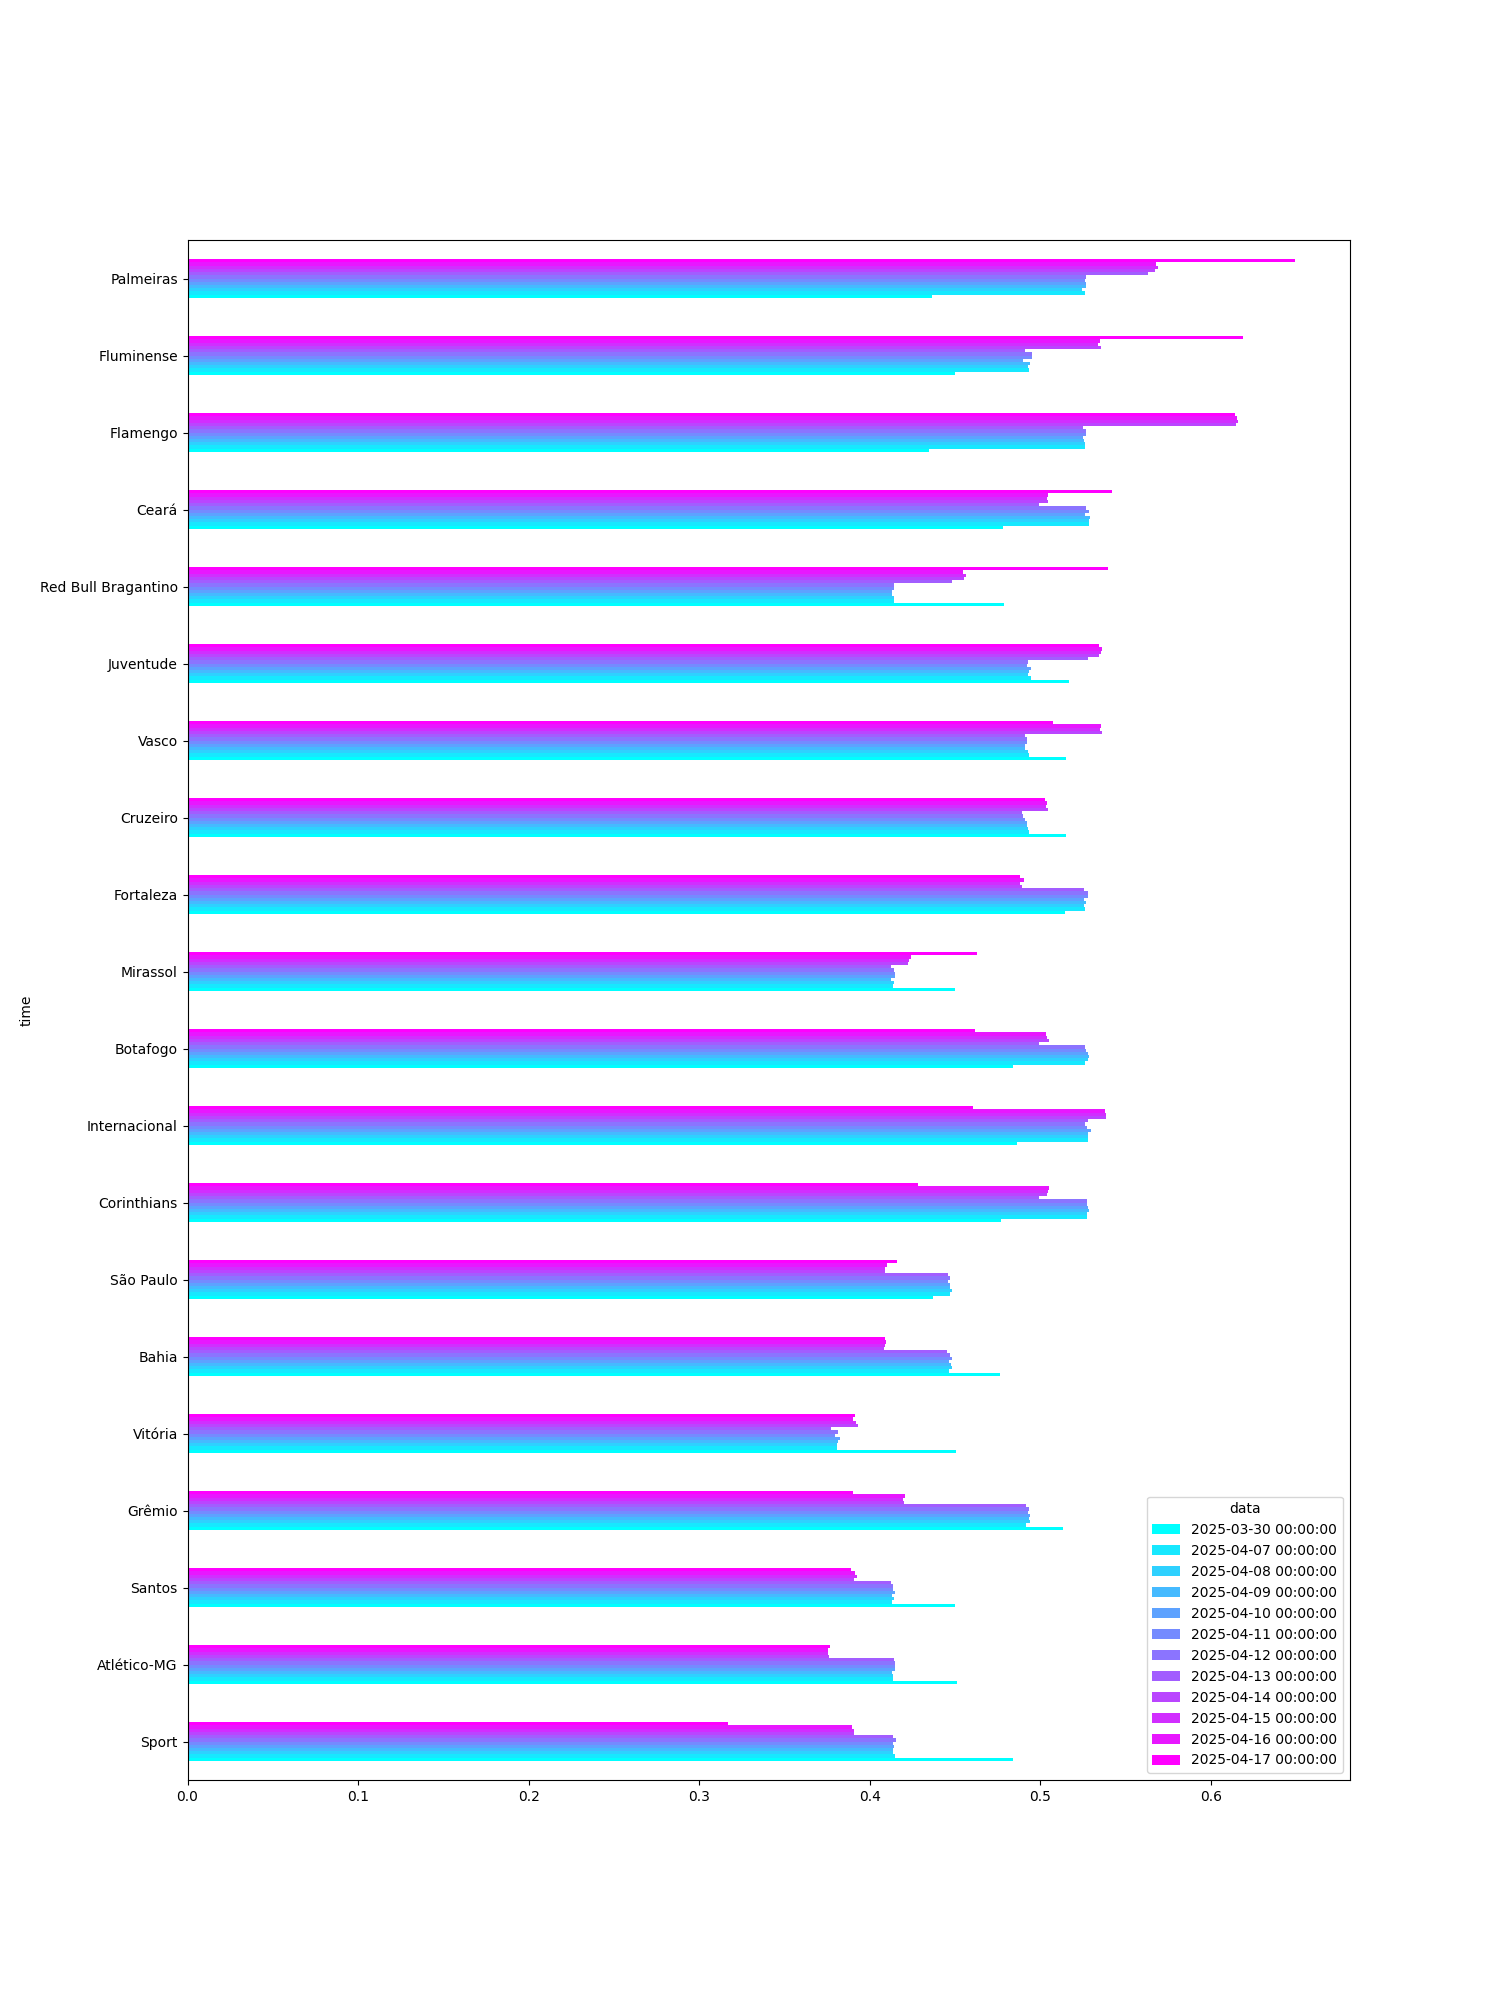 Palmeiras
Fluminense
Flamengo
Ceará
Red Bull Bragantino
Juventude
Vasco
Cruzeiro
Fortaleza
Mirassol
Botafogo
Internacional
Corinthians
São Paulo
Bahia
Vitória
Grêmio
Santos
Atlético-MG
Sport
time
0.0 0.1 0.2 0.3 0.4 0.5 0.6
data
2025-03-30 00:00:00
2025-04-07 00:00:00
2025-04-08 00:00:00
2025-04-09 00:00:00
2025-04-10 00:00:00
2025-04-11 00:00:00
2025-04-12 00:00:00
2025-04-13 00:00:00
2025-04-14 00:00:00
2025-04-15 00:00:00
2025-04-16 00:00:00
2025-04-17 00:00:00